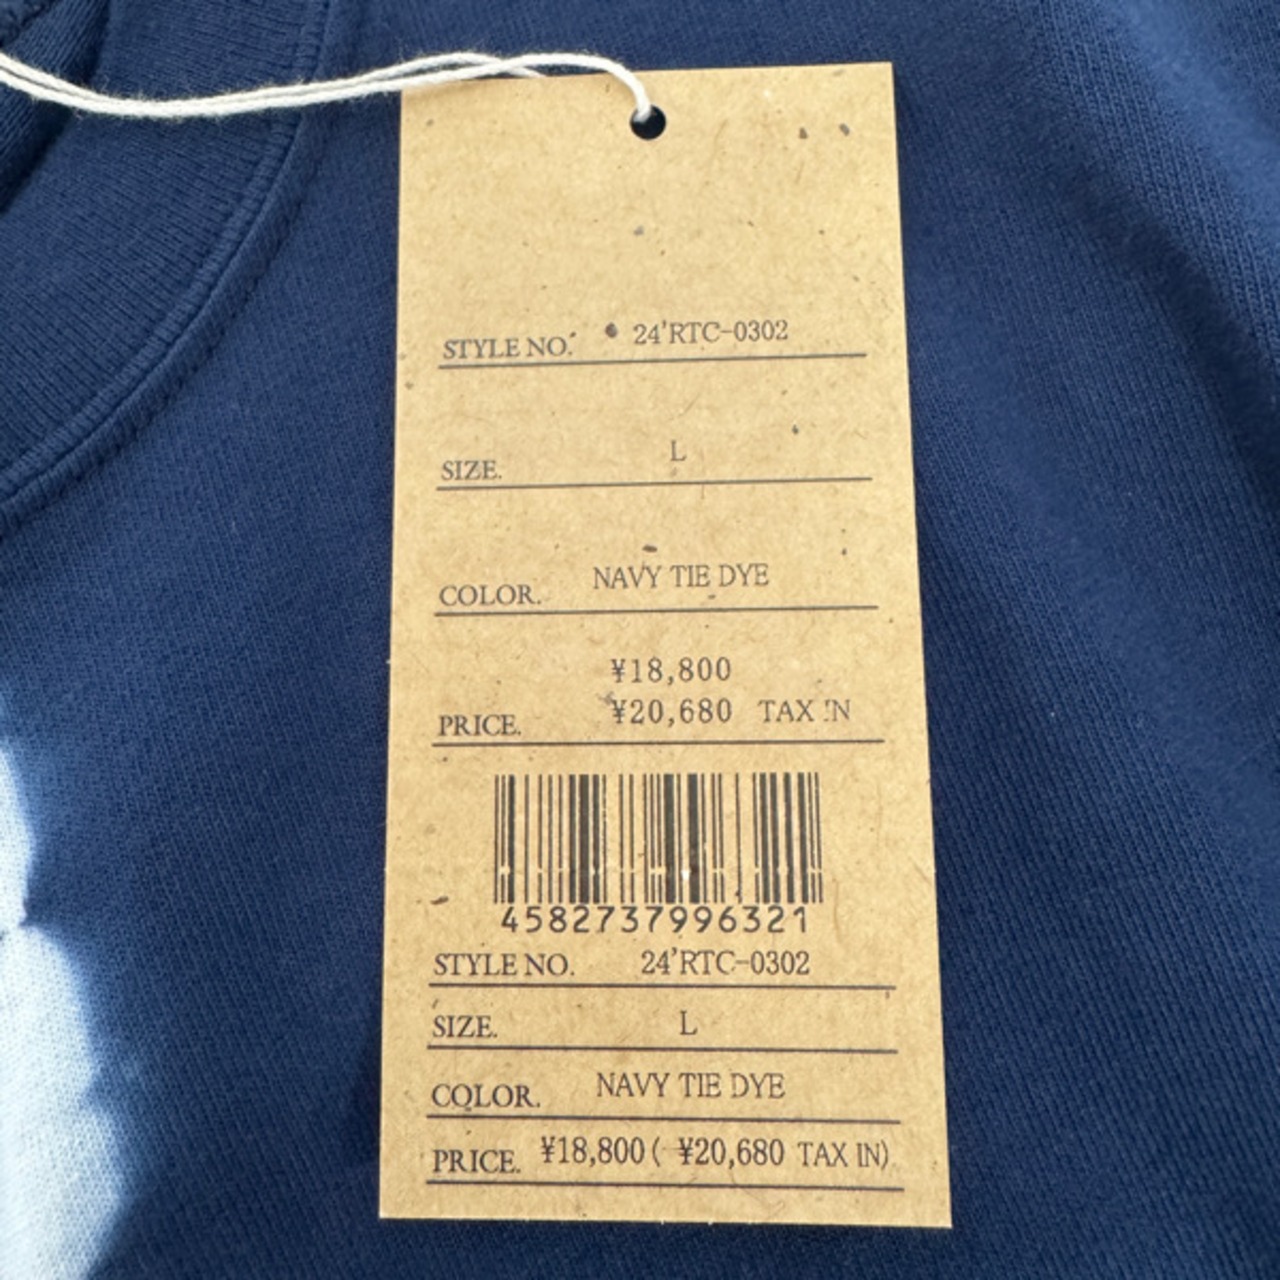 STYLE NO. 24'RTC-0302
SIZE. L
COLOR. NAVY TIE DYE
¥18,800
PRICE. ¥20,680 TAX IN
4582737996321
STYLE NO. 24'RTC-0302
SIZE. L
COLOR. NAVY TIE DYE
PRICE. ¥18,800( ¥20,680 TAX IN)